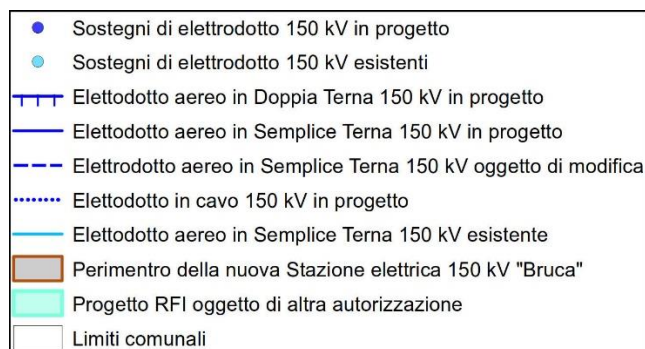 Sostegni di elettrodotto 150 kV in progetto
Sostegni di elettrodotto 150 kV esistenti
Elettodotto aereo in Doppia Terna 150 kV in progetto
Elettodotto aereo in Semplice Terna 150 kV in progetto
Elettrodotto aereo in Semplice Terna 150 kV oggetto di modifica
Elettodotto in cavo 150 kV in progetto
Elettodotto aereo in Semplice Terna 150 kV esistente
Perimentro della nuova Stazione elettrica 150 kV "Bruca"
Progetto RFI oggetto di altra autorizzazione
Limiti comunali